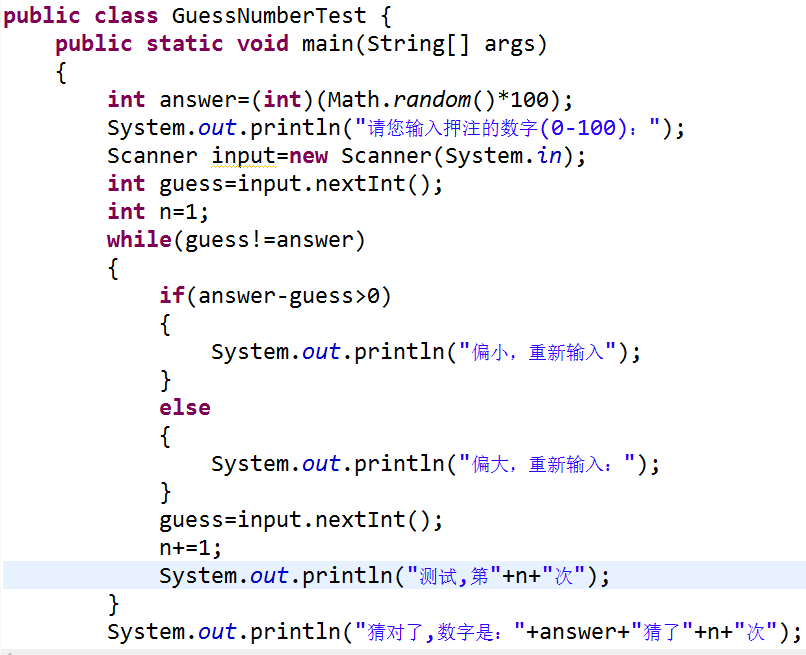 public class GuessNumberTest {
public static void main(String[] args)
{
int answer=(int)(Math.random()*100);
System.out.println("请您输入押注的数字(0-100)：");
Scanner input=new Scanner(System.in);
int guess=input.nextInt();
int n=1;
while(guess!=answer)
{
if(answer-guess>0)
{
System.out.println("偏小，重新输入");
}
else
{
System.out.println("偏大，重新输入：");
}
guess=input.nextInt();
n+=1;
System.out.println("测试,第"+n+"次");
}
System.out.println("猜对了,数字是："+answer+"猜了"+n+"次");